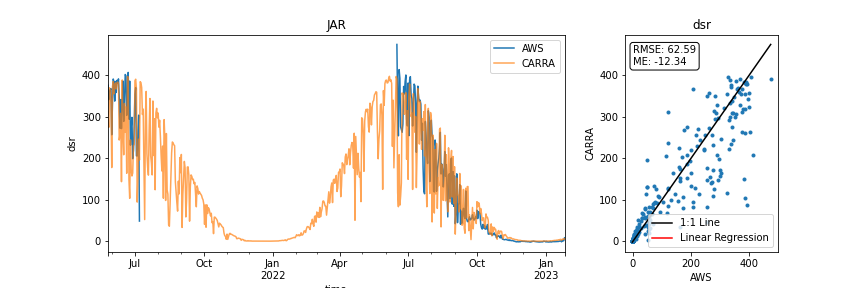 JAR
dsr
400
300
200
100
0
dsr
AWS
CARRA
Jul
Oct
Jan
2022
Apr
Jul
Oct
Jan
2023
time
dsr
RMSE: 62.59
ME: -12.34
400
300
200
100
0
CARRA
1:1 Line
Linear Regression
0
200
400
AWS